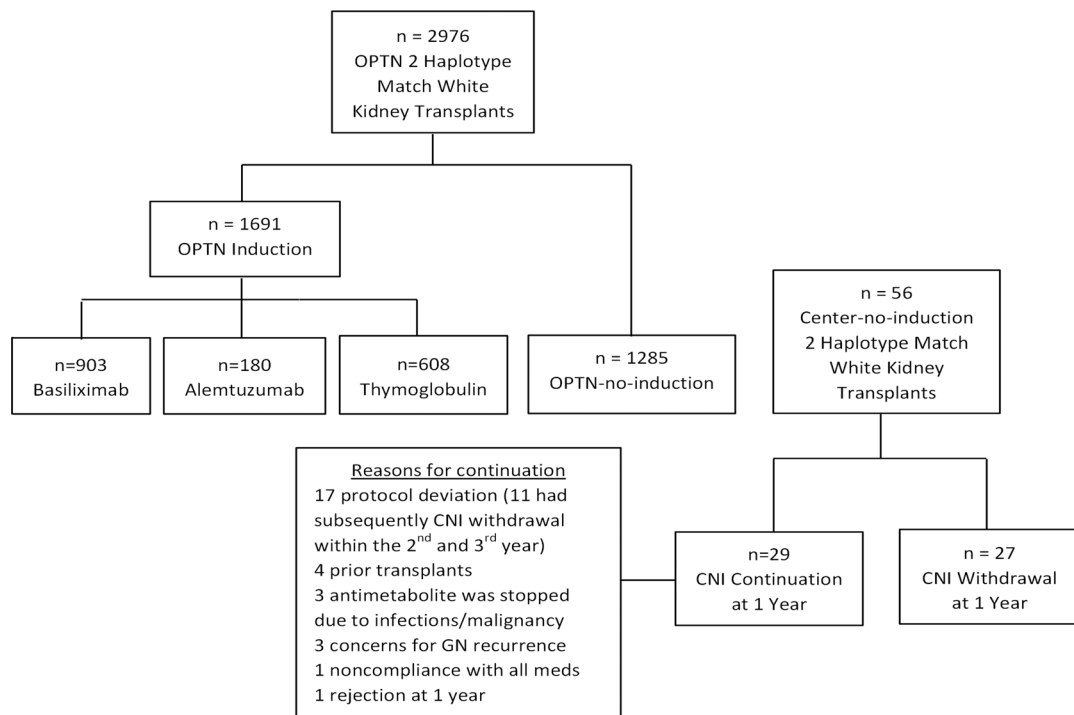 n = 2976
OPTN 2 Haplotype
Match White
Kidney Transplants
n = 1691
OPTN Induction
n=903
Basiliximab
n=180
Alemtuzumab
n=608
Thymoglobulin
n = 1285
OPTN-no-induction
n = 56
Center-no-induction
2 Haplotype Match
White Kidney
Transplants
Reasons for continuation
17 protocol deviation (11 had
subsequently CNI withdrawal
within the 2nd and 3rd year)
4 prior transplants
3 antimetabolite was stopped
due to infections/malignancy
3 concerns for GN recurrence
1 noncompliance with all meds
1 rejection at 1 year
n=29
CNI Continuation
at 1 Year
n = 27
CNI Withdrawal
at 1 Year